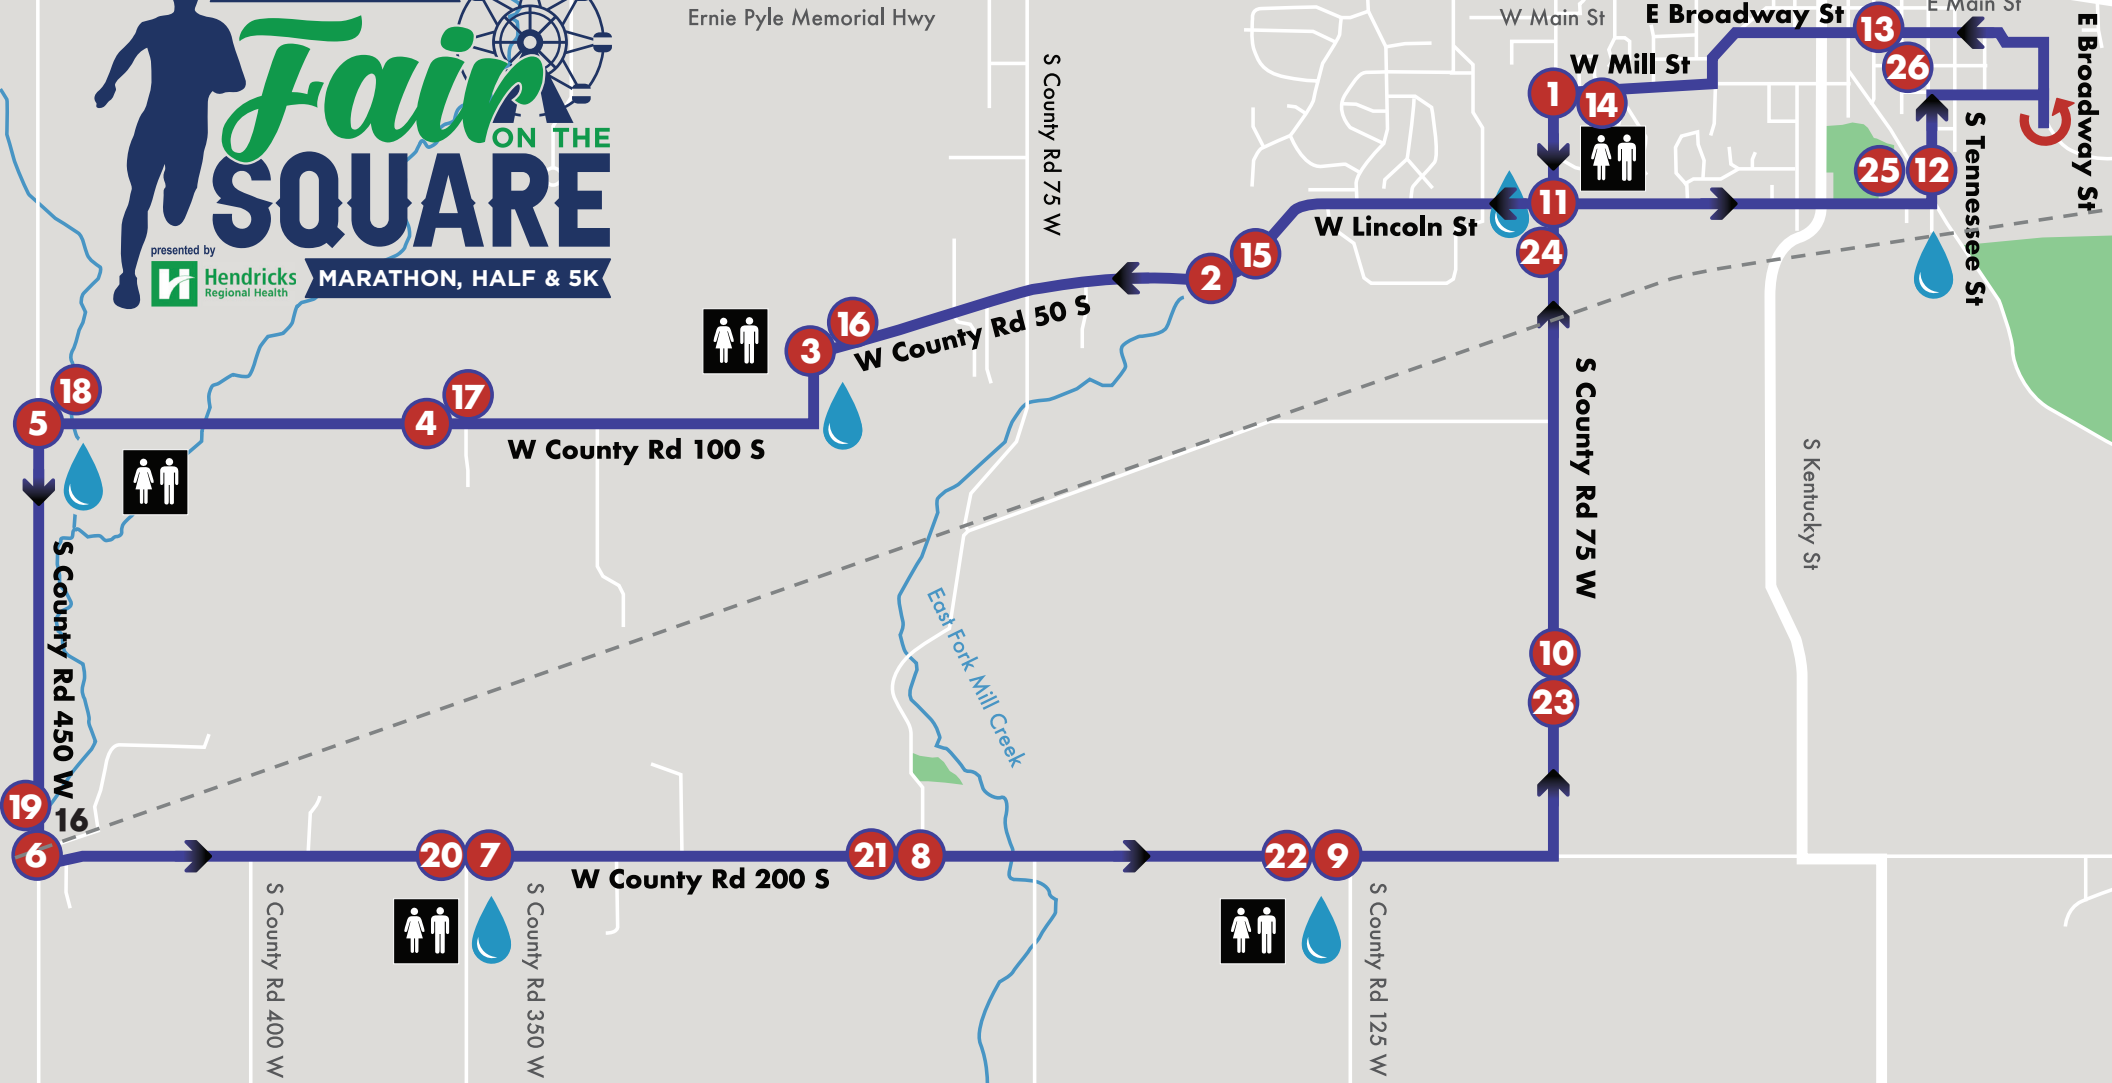 Fair
ON THE
SQUARE
presented by
Hendricks
Regional Health
MARATHON, HALF & 5K
Ernie Pyle Memorial Hwy
W Main St
E Broadway St
E Main St
13
26
E Broadway St
W Mill St
1
14
S County Rd 75 W
S Tennessee St
25
12
11
W Lincoln St
24
15
2
W County Rd 50 S
16
3
18
17
5
4
W County Rd 100 S
S County Rd 75 W
S Kentucky St
S County Rd 450 W
East Fork Mill Creek
10
23
19
16
6
20
7
21
8
22
9
W County Rd 200 S
S County Rd 400 W
S County Rd 350 W
S County Rd 125 W